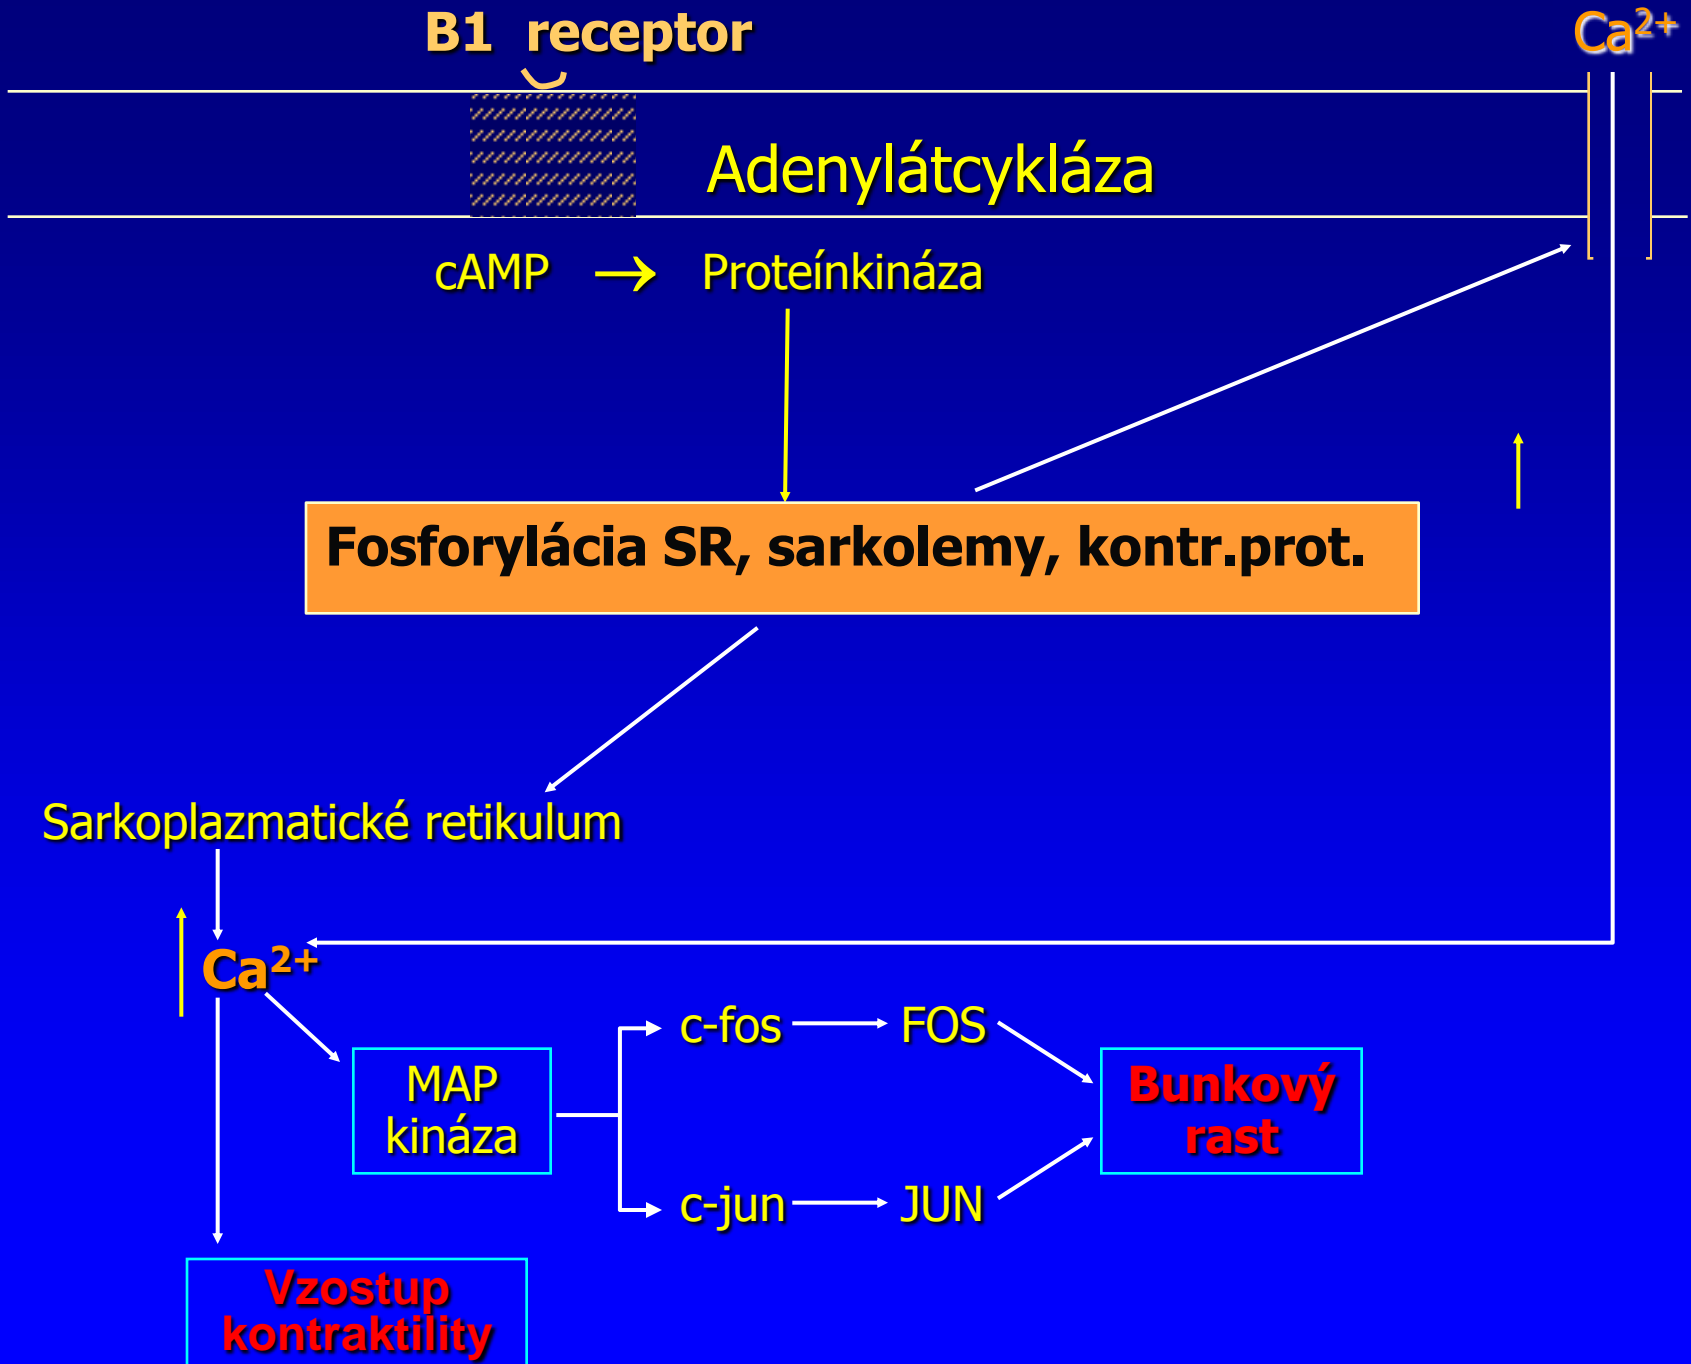 B1 receptor
Ca2+
Adenylátcykláza
cAMP → Proteínkináza
Fosforylácia SR, sarkolemy, kontr.prot.
Sarkoplazmatické retikulum
Ca2+
c-fos
FOS
MAP
kináza
Bunkový
rast
c-jun
JUN
Vzostup
kontraktility